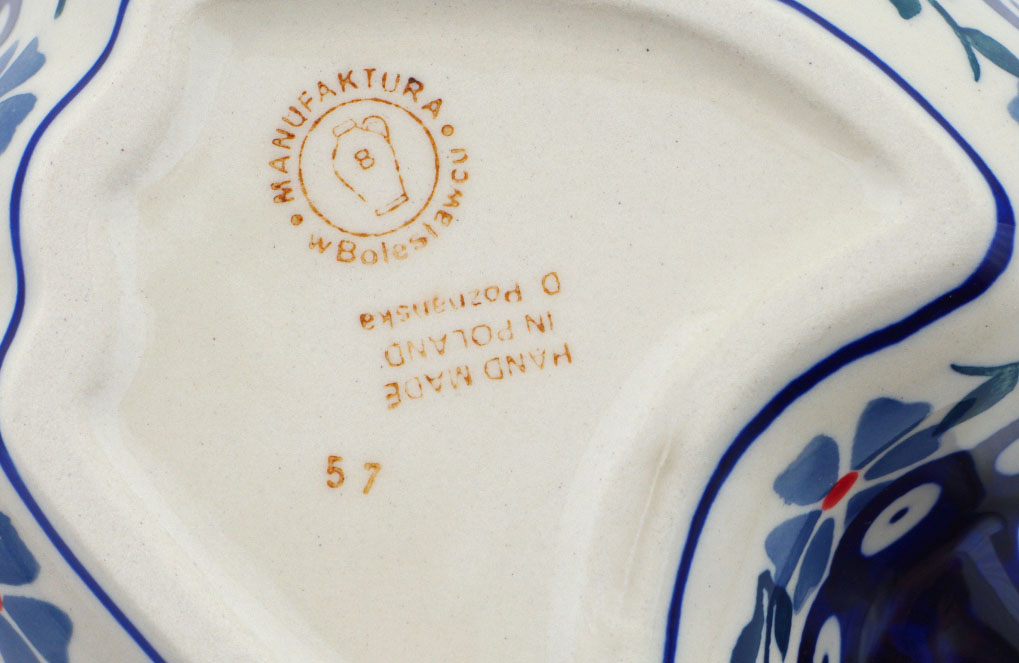 MANUFAKTURA
w Bolesławcu
8
HAND MADE
IN POLAND
D Poznańska
57